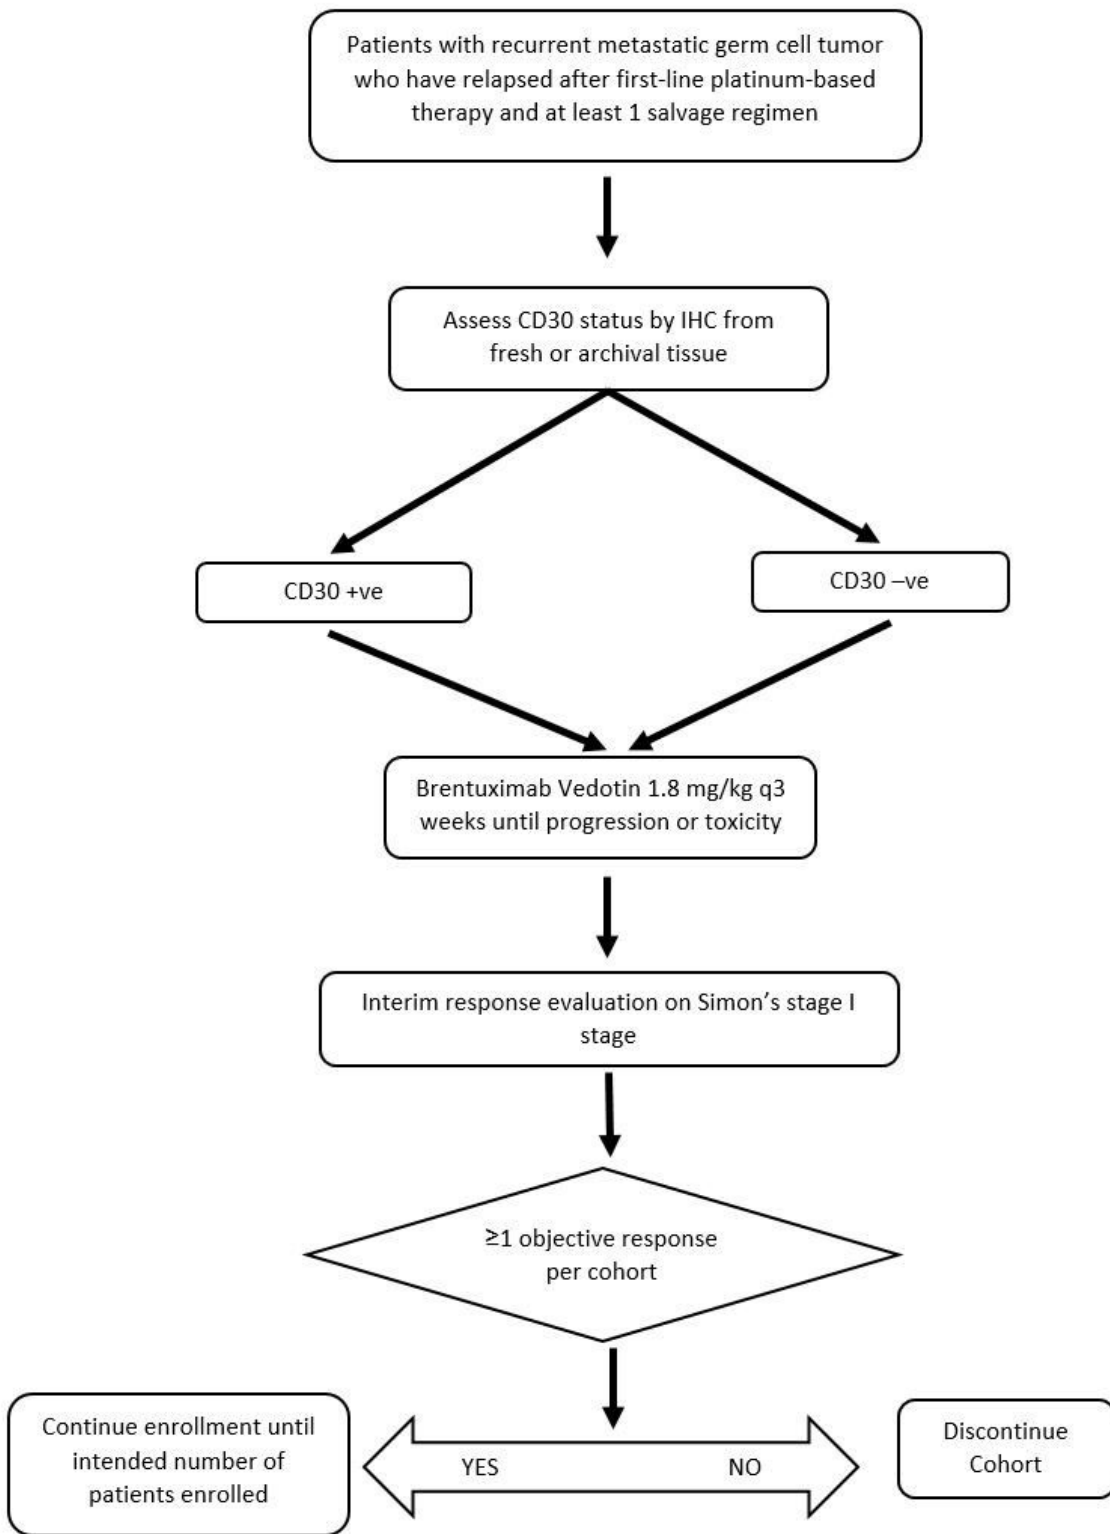 Patients with recurrent metastatic germ cell tumor
who have relapsed after first-line platinum-based
therapy and at least 1 salvage regimen
Assess CD30 status by IHC from
fresh or archival tissue
CD30 +ve
CD30 –ve
Brentuximab Vedotin 1.8 mg/kg q3
weeks until progression or toxicity
Interim response evaluation on Simon's stage I
stage
≥1 objective response
per cohort
Continue enrollment until
intended number of
patients enrolled
YES
NO
Discontinue
Cohort